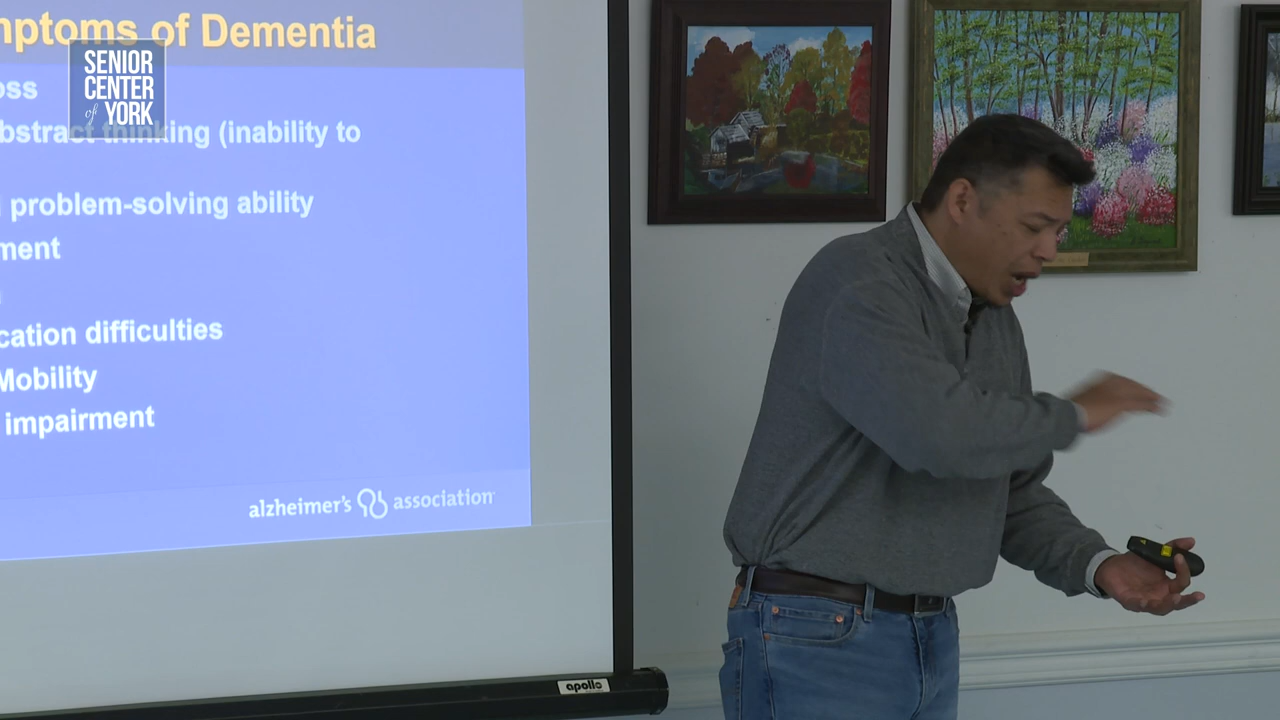 mptoms of Dementia
SENIOR
CENTER
of
YORK
oss
bstract thinking (inability to
problem-solving ability
ment
cation difficulties
Mobility
impairment
alzheimer's association
apollo